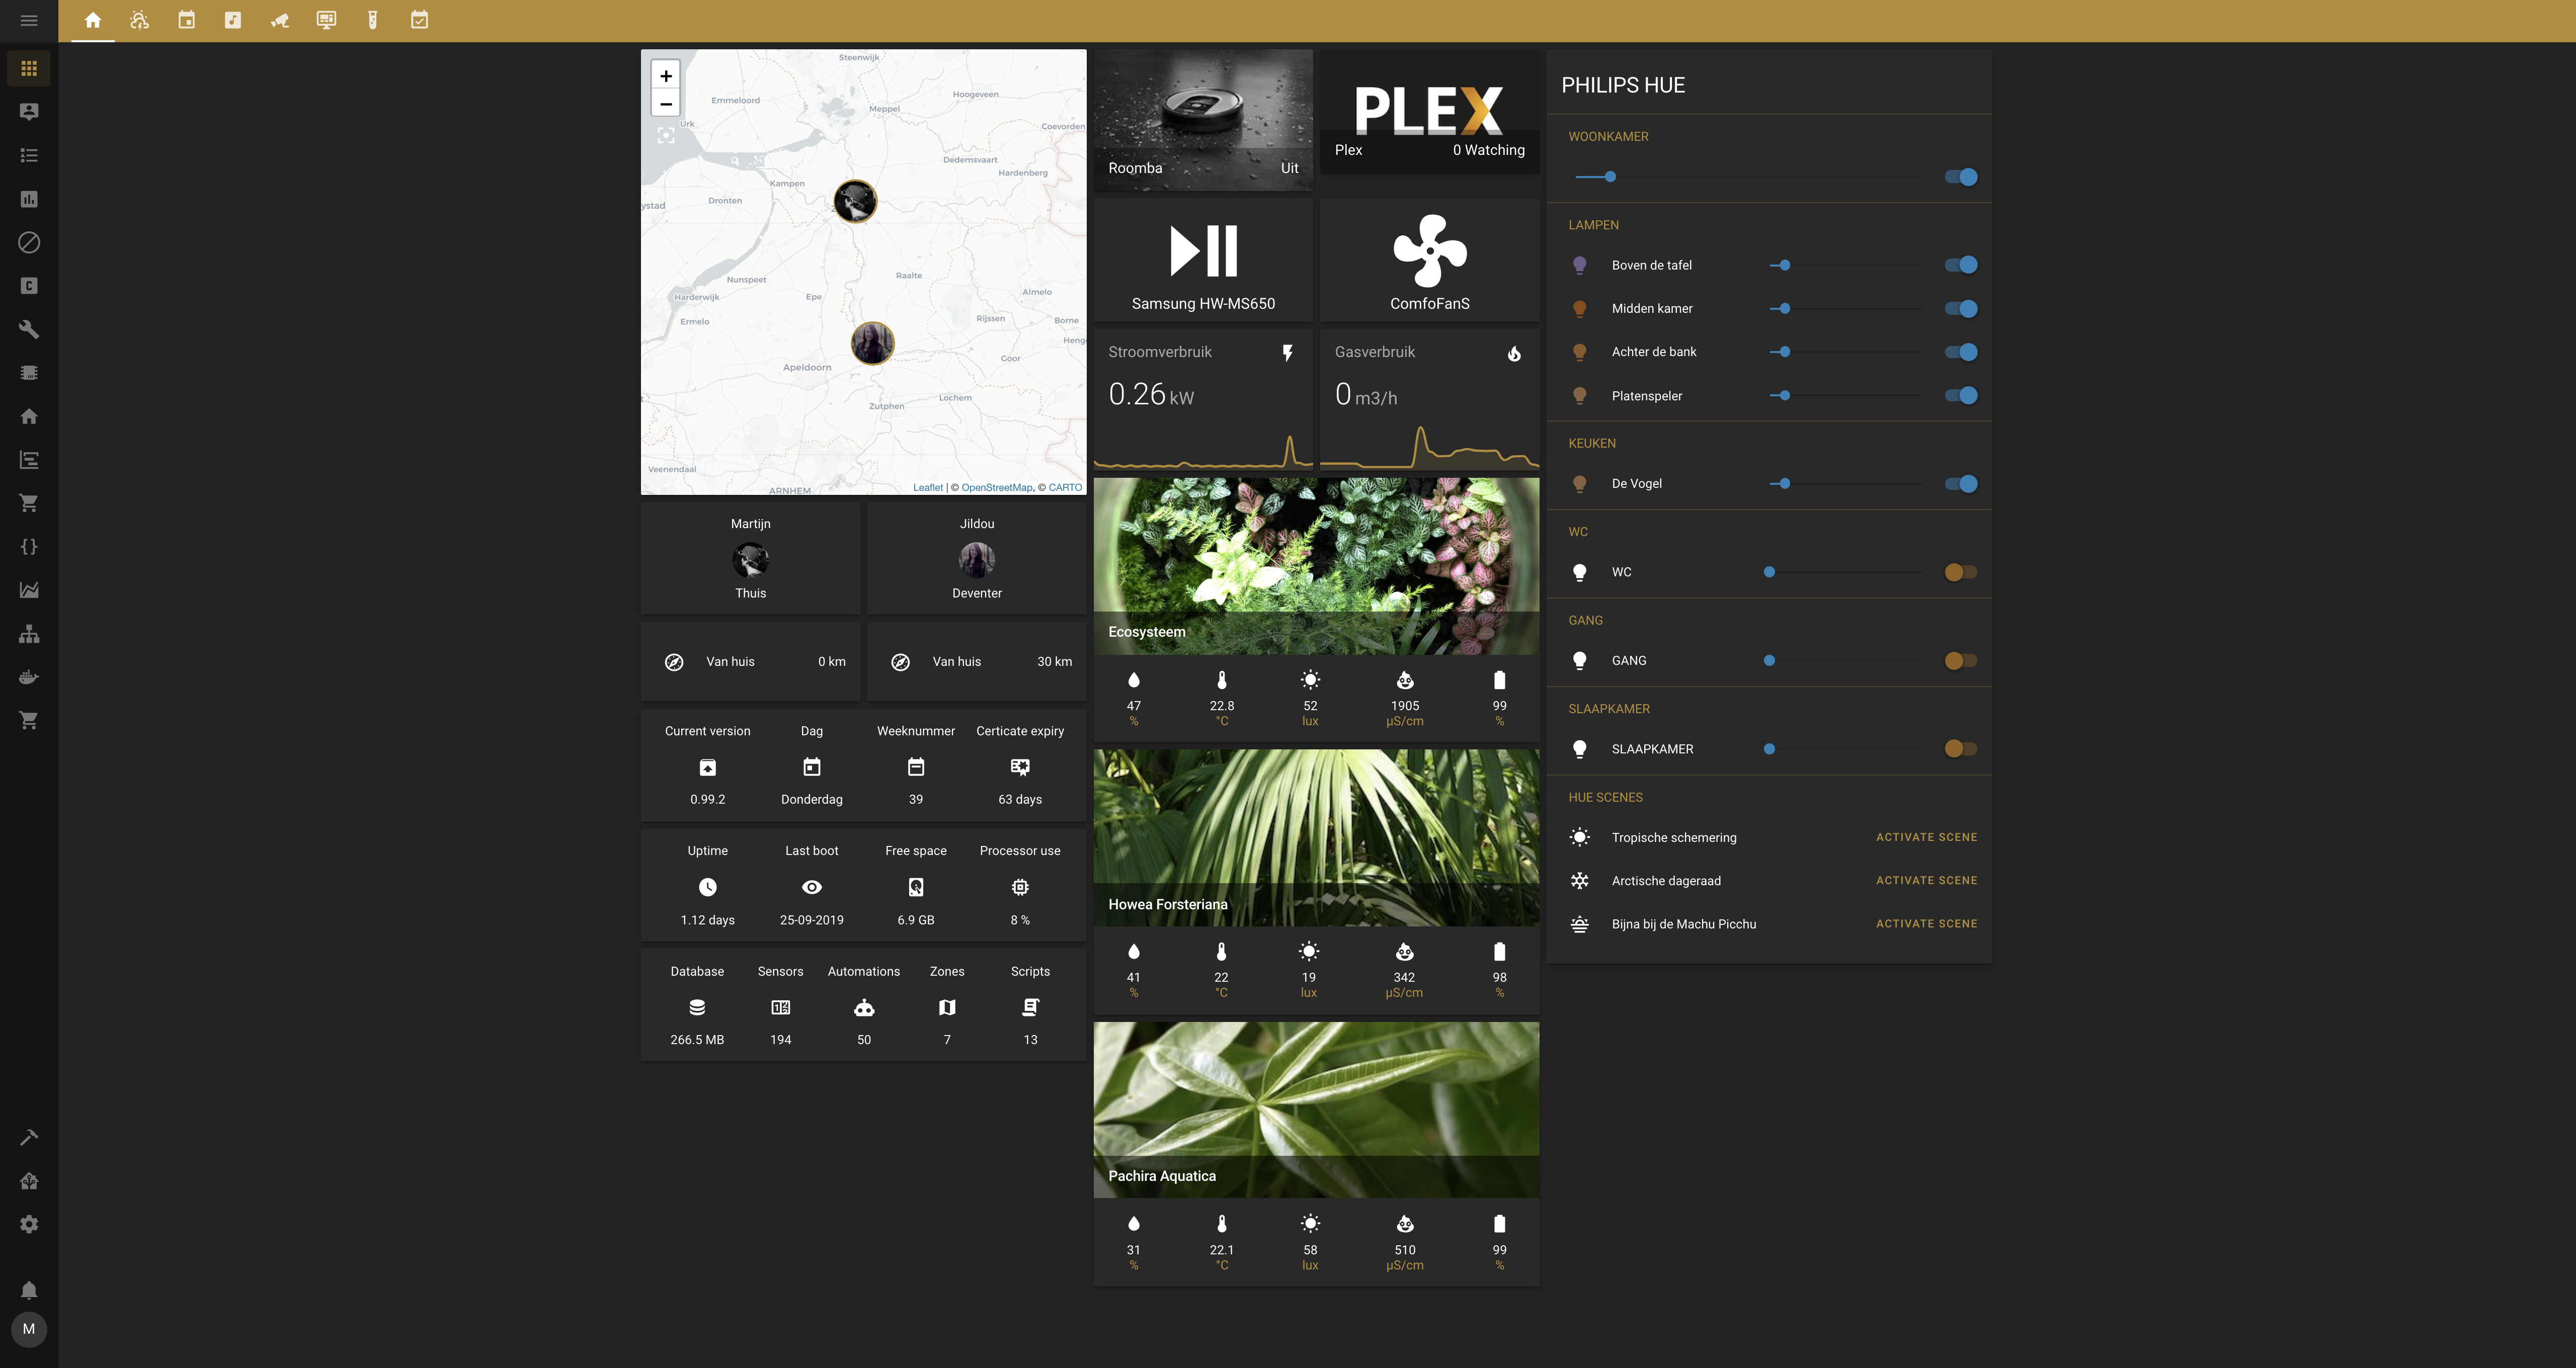 Steenwijk
Emmeloord
Hoogeveen
Meppel
Urk
Coevorden
Dedemsvaart
Hardenberg
Kampen
Dronten
ystad
Nunspeet
Raalte
Harderwijk
Epe
Almelo
Ermelo
Rijssen
Borne
Heng
Goor
Apeldoorn
Lochem
Zutphen
Veenendaal
ARNHEM
+
−
Leaflet | © OpenStreetMap, © CARTO
Martijn
Thuis
Jildou
Deventer
Van huis 0 km
Van huis 30 km
Current version Dag Weeknummer Certicate expiry
0.99.2 Donderdag 39 63 days
Uptime Last boot Free space Processor use
1.12 days 25-09-2019 6.9 GB 8 %
Database Sensors Automations Zones Scripts
266.5 MB 194 50 7 13
Roomba Uit
PLEX
Plex 0 Watching
Samsung HW-MS650
ComfoFanS
Stroomverbruik
0.26 kW
Gasverbruik
0 m3/h
Ecosysteem
47 22.8 52 1905 99
% °C lux µS/cm %
Howea Forsteriana
41 22 19 342 98
% °C lux µS/cm %
Pachira Aquatica
31 22.1 58 510 99
% °C lux µS/cm %
PHILIPS HUE
WOONKAMER
LAMPEN
Boven de tafel
Midden kamer
Achter de bank
Platenspeler
KEUKEN
De Vogel
WC
WC
GANG
GANG
SLAAPKAMER
SLAAPKAMER
HUE SCENES
Tropische schemering ACTIVATE SCENE
Arctische dageraad ACTIVATE SCENE
Bijna bij de Machu Picchu ACTIVATE SCENE
C
M